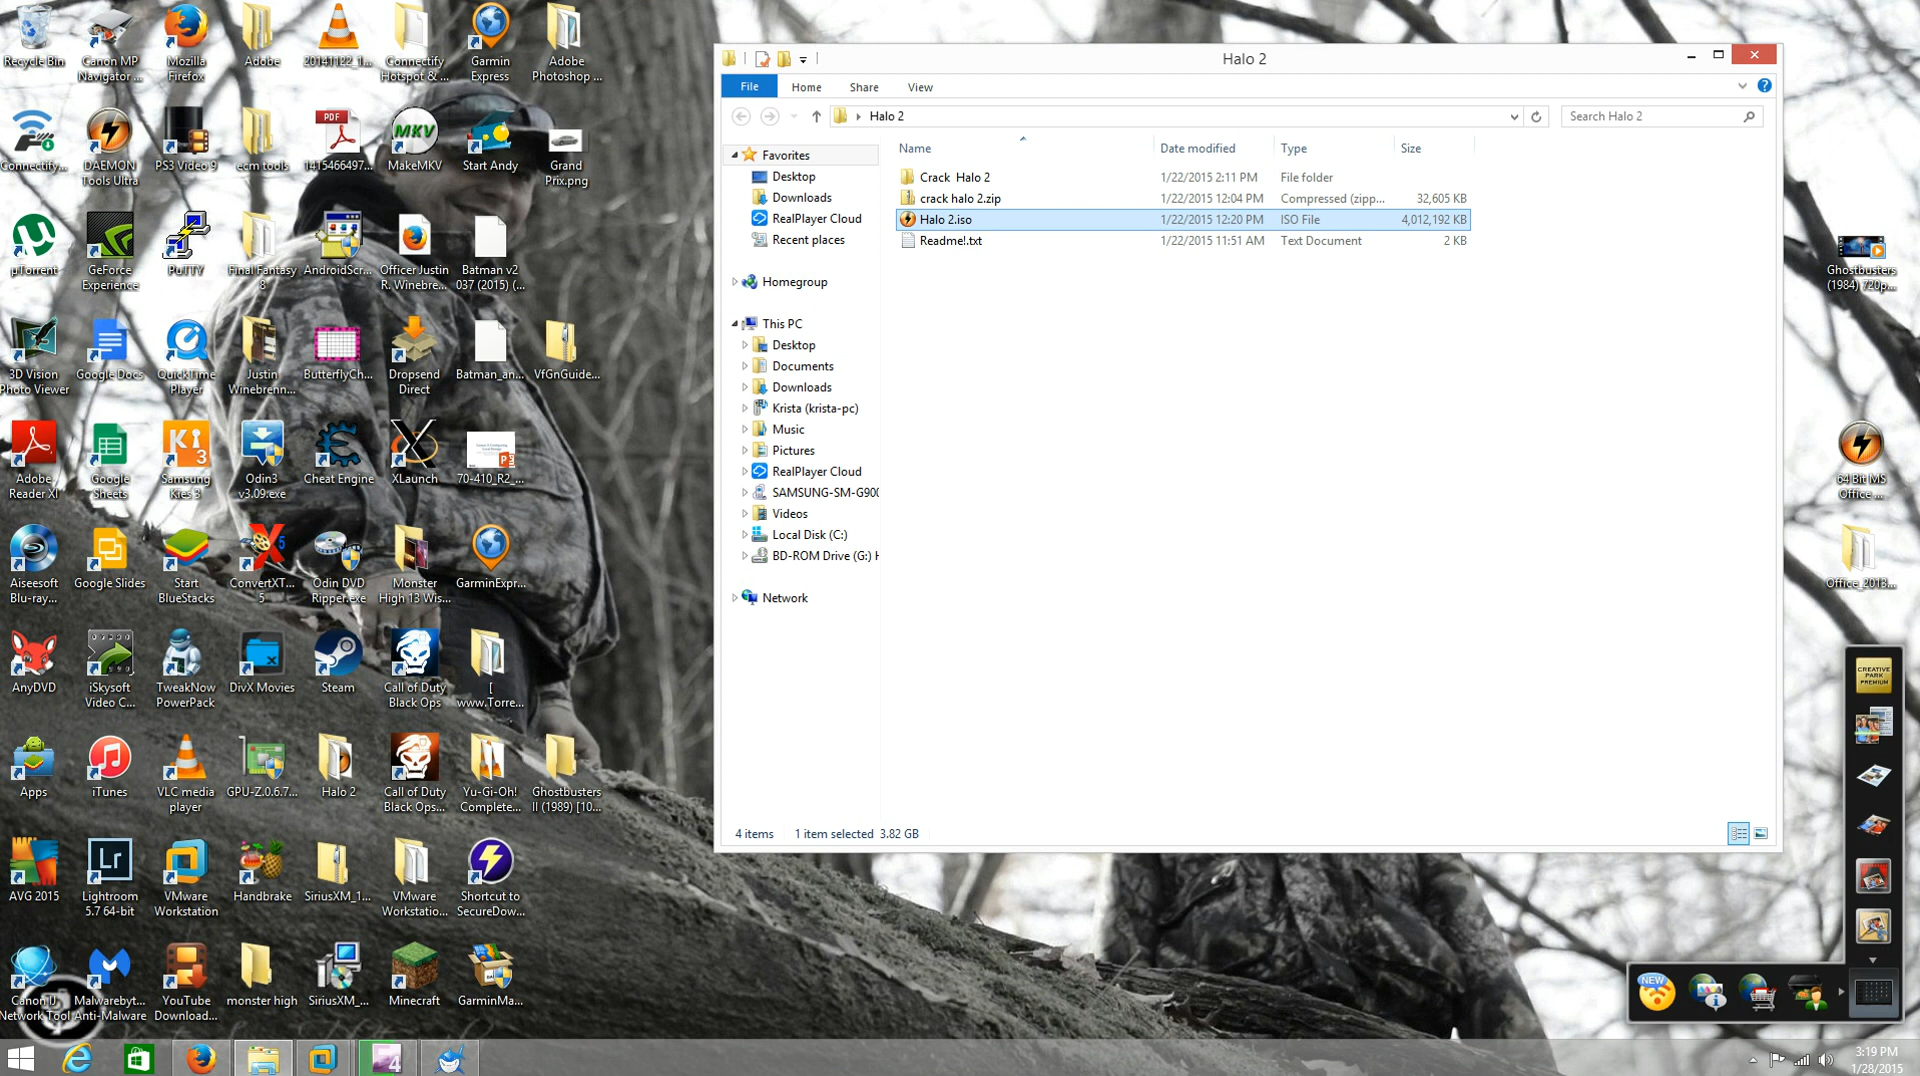 Recycle Bin
Canon MP
Navigator ...
Mozilla
Firefox
Adobe
20141122_1...
Connectify
Hotspot & ...
Garmin
Express
Adobe
Photoshop ...
Connectify...
DAEMON
Tools Ultra
PS3 Video 9
ecm tools
PDF
1415466497...
MKV
MakeMKV
Start Andy
Grand
Prix.png
µTorrent
GeForce
Experience
PuTTY
Final Fantasy
8
AndroidScr...
Officer Justin
R. Winebre...
Batman v2
037 (2015) (...
3D Vision
Photo Viewer
Google Docs
QuickTime
Player
Justin
Winebrenn...
ButterflyCh...
Dropsend
Direct
Batman_an...
VfGnGuide...
Adobe
Reader XI
Google
Sheets
Ki
3
Samsung
Kies 3
Odin3
v3.09.exe
Cheat Engine
XLaunch
70-410_R2_...
Aiseesoft
Blu-ray...
Google Slides
Start
BlueStacks
ConvertXT...
5
Odin DVD
Ripper.exe
Monster
High 13 Wis...
GarminExpr...
AnyDVD
iSkysoft
Video C...
TweakNow
PowerPack
DivX Movies
Steam
Call of Duty
Black Ops
[
www.Torre...
Apps
iTunes
VLC media
player
GPU-Z.0.6.7...
Halo 2
Call of Duty
Black Ops...
Yu-Gi-Oh!
Complete...
Ghostbusters
II (1989) [10...
AVG 2015
Lr
Lightroom
5.7 64-bit
VMware
Workstation
Handbrake
SiriusXM_1...
VMware
Workstatio...
Shortcut to
SecureDow...
Canon IJ
Network Tool
Malwarebyt...
Anti-Malware
YouTube
Download...
monster high
SiriusXM_...
Minecraft
GarminMa...
Halo 2
File
Home
Share
View
Halo 2
Search Halo 2
Name
Date modified
Type
Size
Crack  Halo 2
1/22/2015 2:11 PM
File folder
crack halo 2.zip
1/22/2015 12:04 PM
Compressed (zipp...
32,605 KB
Halo 2.iso
1/22/2015 12:20 PM
ISO File
4,012,192 KB
Readme!.txt
1/22/2015 11:51 AM
Text Document
2 KB
Favorites
Desktop
Downloads
RealPlayer Cloud
Recent places
Homegroup
This PC
Desktop
Documents
Downloads
Krista (krista-pc)
Music
Pictures
RealPlayer Cloud
SAMSUNG-SM-G900
Videos
Local Disk (C:)
BD-ROM Drive (G:) H
Network
4 items
1 item selected  3.82 GB
Ghostbusters
(1984) 720p...
64 Bit MS
Office ...
Office_2013...
CREATIVE
PARK
PREMIUM
NEW
3:19 PM
1/28/2015